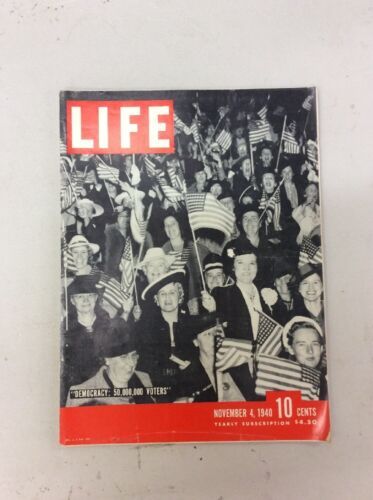 LIFE
"DEMOCRACY: 50,000,000 VOTERS"
NOVEMBER 4, 1940 10 CENTS
YEARLY SUBSCRIPTION $4.50